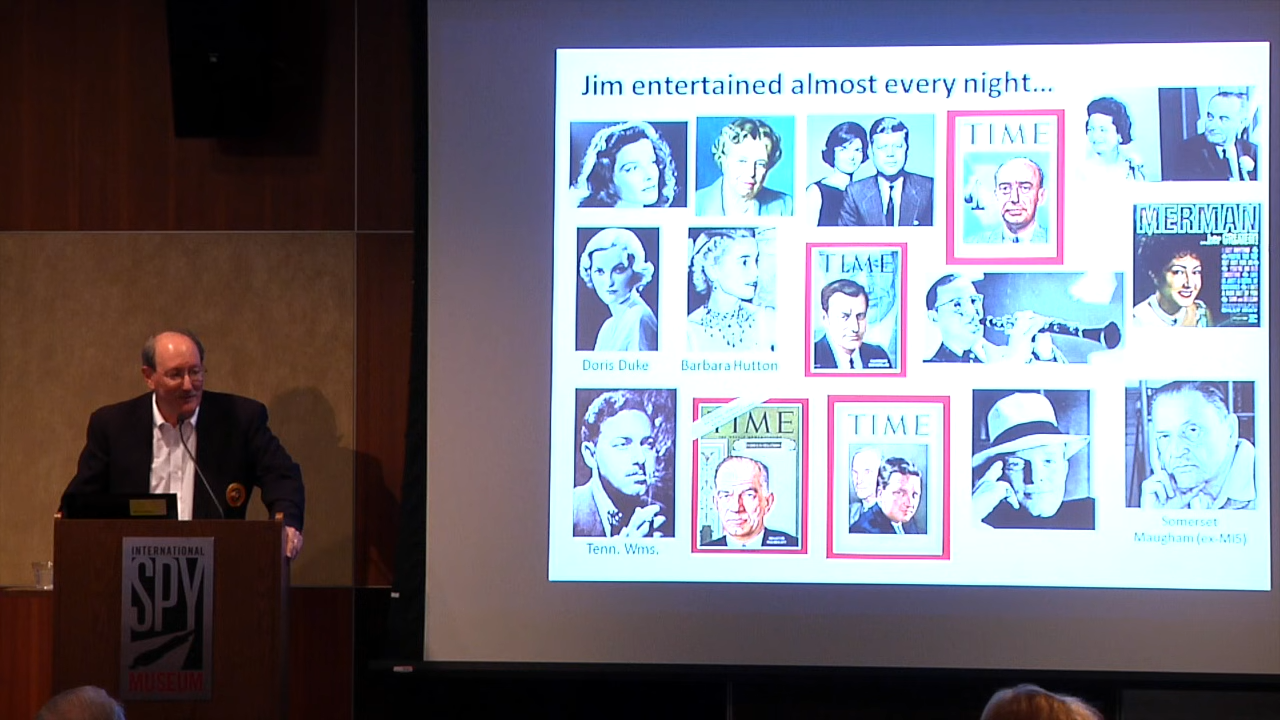 Jim entertained almost every night...
TIME
MERMAN
TIME
Doris Duke
Barbara Hutton
TIME
TIME
Tenn. Wms.
Somerset
Maugham (ex-MI5)
INTERNATIONAL
SPY
MUSEUM